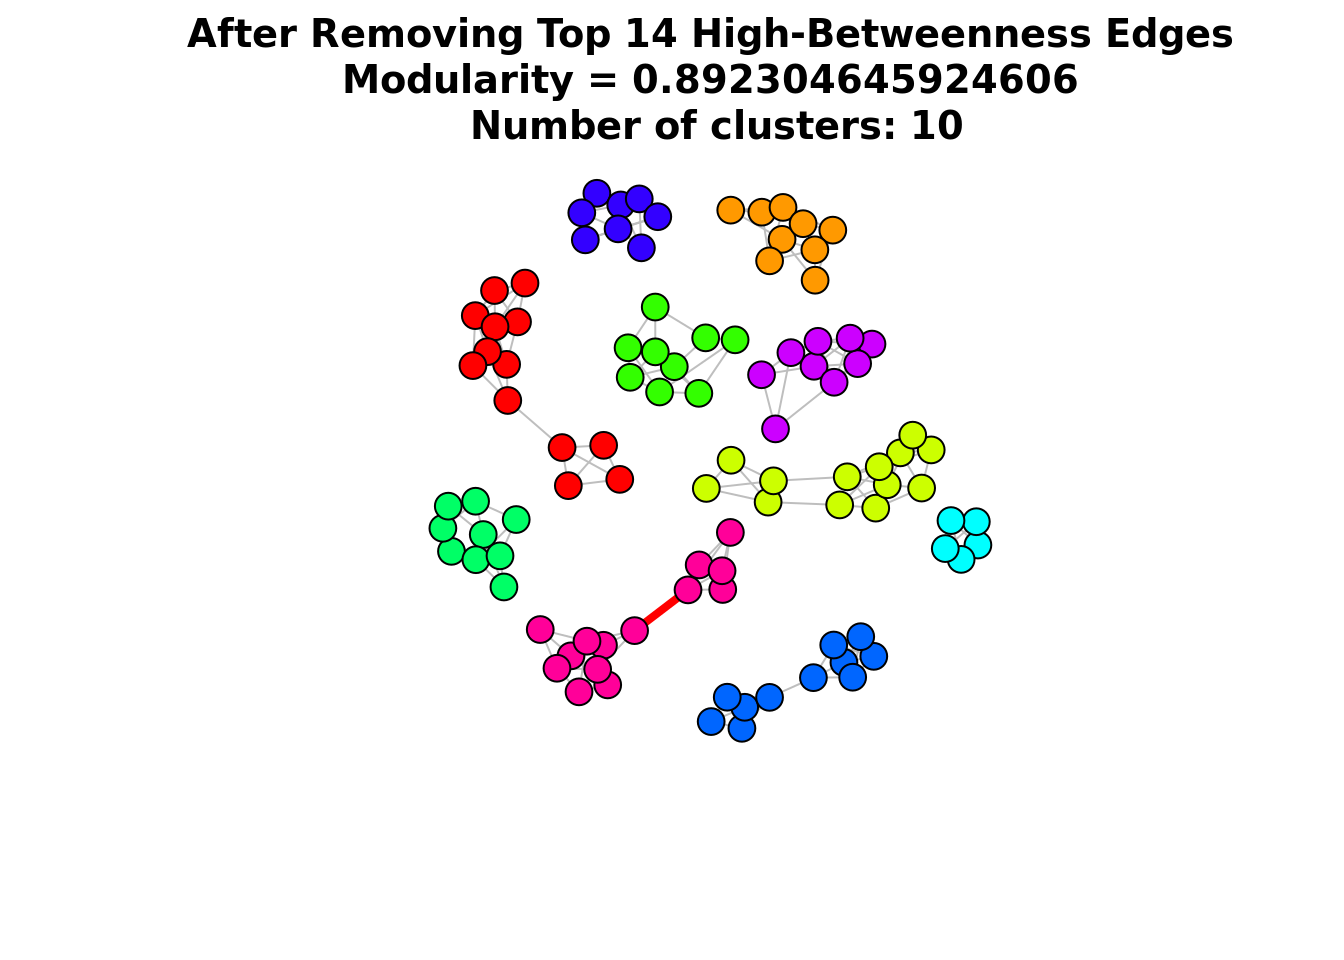 After Removing Top 14 High-Betweenness Edges
Modularity = 0.892304645924606
Number of clusters: 10